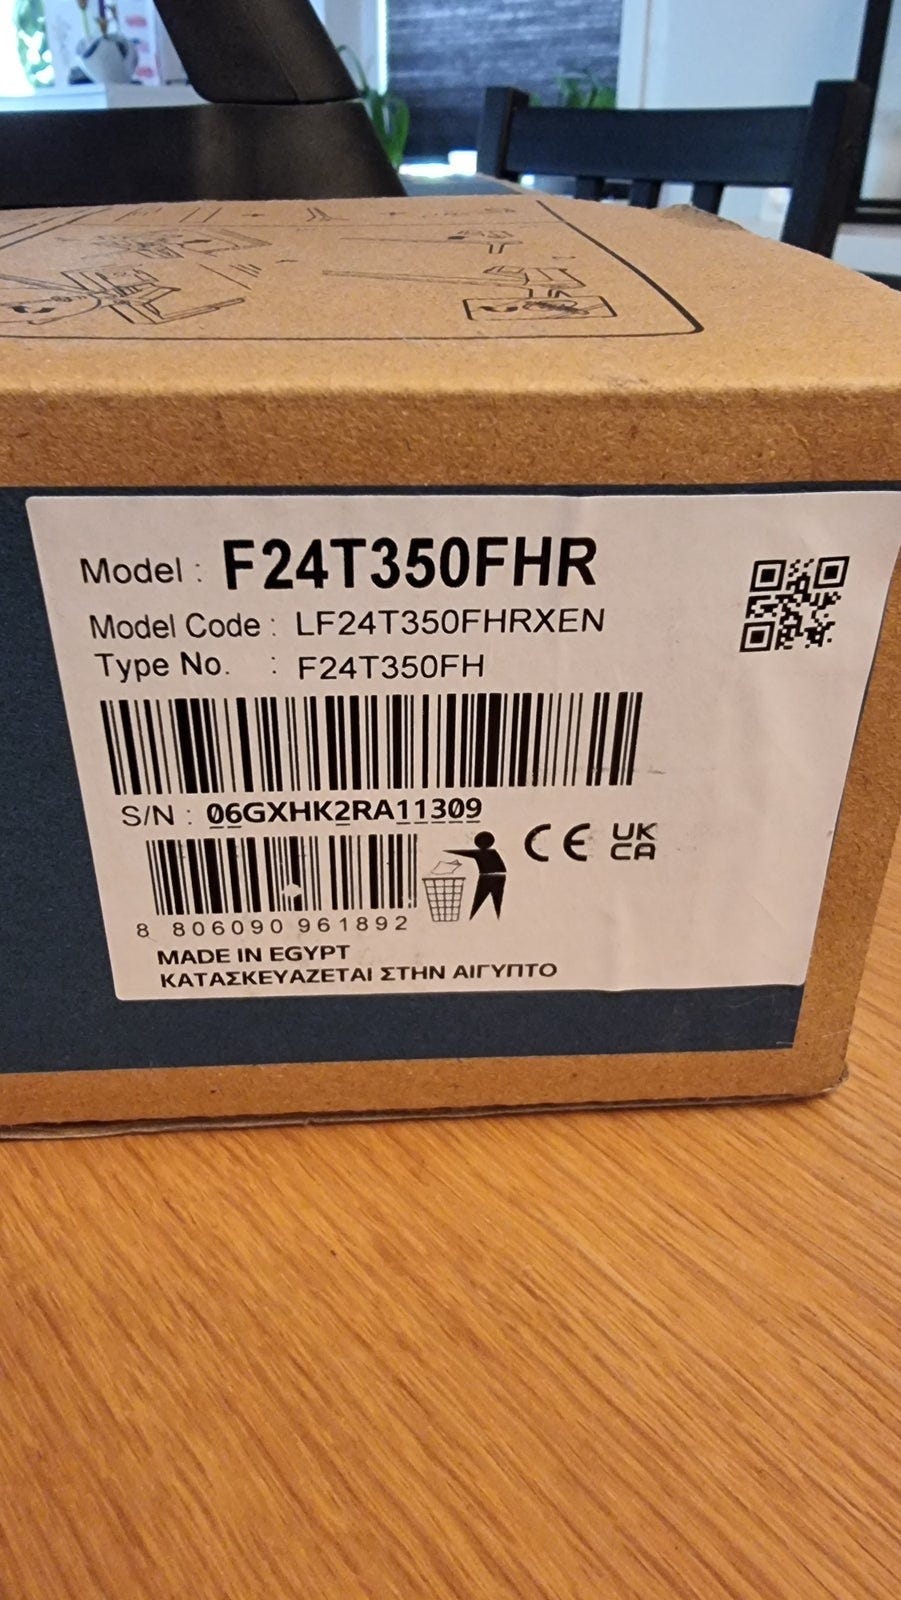 Model : F24T350FHR
Model Code : LF24T350FHRXEN
Type No. : F24T350FH
S/N : 06GXHK2RA11309
CE UK
CA
8 806090 961892
MADE IN EGYPT
ΚΑΤΑΣΚΕΥΑΖΕΤΑΙ ΣΤΗΝ ΑΙΓΥΠΤΟ